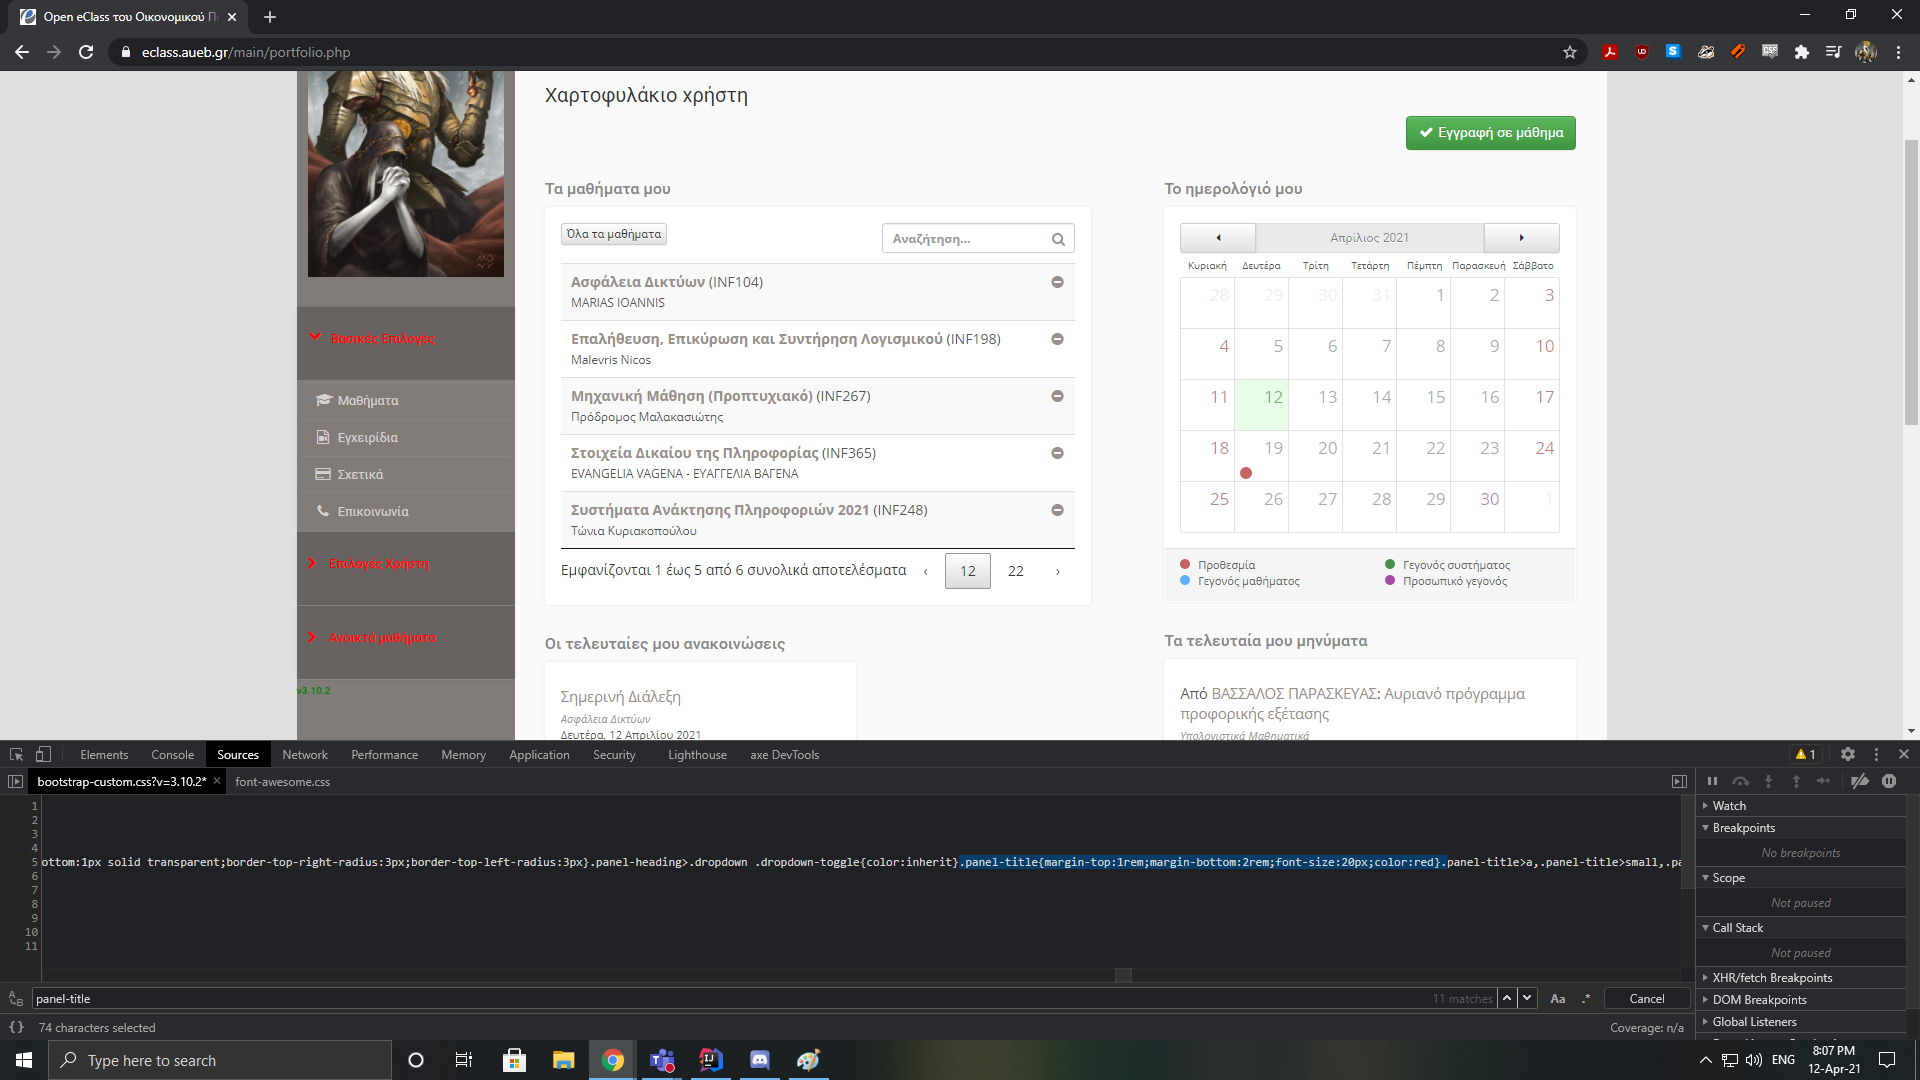 Open eClass του Οικονομικού Π
eclass.aueb.gr/main/portfolio.php
Χαρτοφυλάκιο χρήστη
Εγγραφή σε μάθημα
Τα μαθήματα μου
Όλα τα μαθήματα
Αναζήτηση...
Ασφάλεια Δικτύων (INF104)
MARIAS IOANNIS
Επαλήθευση, Επικύρωση και Συντήρηση Λογισμικού (INF198)
Malevris Nicos
Μηχανική Μάθηση (Προπτυχιακό) (INF267)
Πρόδρομος Μαλακασιώτης
Στοιχεία Δικαίου της Πληροφορίας (INF365)
EVANGELIA VAGENA - ΕΥΑΓΓΕΛΙΑ ΒΑΓΕΝΑ
Συστήματα Ανάκτησης Πληροφοριών 2021 (INF248)
Τώνια Κυριακοπούλου
Εμφανίζονται 1 έως 5 από 6 συνολικά αποτελέσματα ‹ 12 22 ›
Το ημερολόγιό μου
Απρίλιος 2021
Κυριακή Δευτέρα Τρίτη Τετάρτη Πέμπτη Παρασκευή Σάββατο
28 29 30 31 1 2 3
4 5 6 7 8 9 10
11 12 13 14 15 16 17
18 19 20 21 22 23 24
25 26 27 28 29 30 1
Προθεσμία Γεγονός συστήματος
Γεγονός μαθήματος Προσωπικό γεγονός
Βασικές Επιλογές
Μαθήματα
Εγχειρίδια
Σχετικά
Επικοινωνία
Επιλογές Χρήστη
Ανοικτά μαθήματα
v3.10.2
Οι τελευταίες μου ανακοινώσεις
Σημερινή Διάλεξη
Ασφάλεια Δικτύων
Δευτέρα, 12 Απριλίου 2021
Τα τελευταία μου μηνύματα
Από ΒΑΣΣΑΛΟΣ ΠΑΡΑΣΚΕΥΑΣ: Αυριανό πρόγραμμα
προφορικής εξέτασης
Υπολογιστικά Μαθηματικά
Elements Console Sources Network Performance Memory Application Security Lighthouse axe DevTools 1
bootstrap-custom.css?v=3.10.2* font-awesome.css
1
2
3
4
5 ottom:1px solid transparent;border-top-right-radius:3px;border-top-left-radius:3px}.panel-heading>.dropdown .dropdown-toggle{color:inherit}.panel-title{margin-top:1rem;margin-bottom:2rem;font-size:20px;color:red}.panel-title>a,.panel-title>small,.pa
6
7
8
9
10
11
panel-title 11 matches Aa .* Cancel
{} 74 characters selected Coverage: n/a
Watch
Breakpoints
No breakpoints
Scope
Not paused
Call Stack
Not paused
XHR/fetch Breakpoints
DOM Breakpoints
Global Listeners
Type here to search
ENG
8:07 PM
12-Apr-21